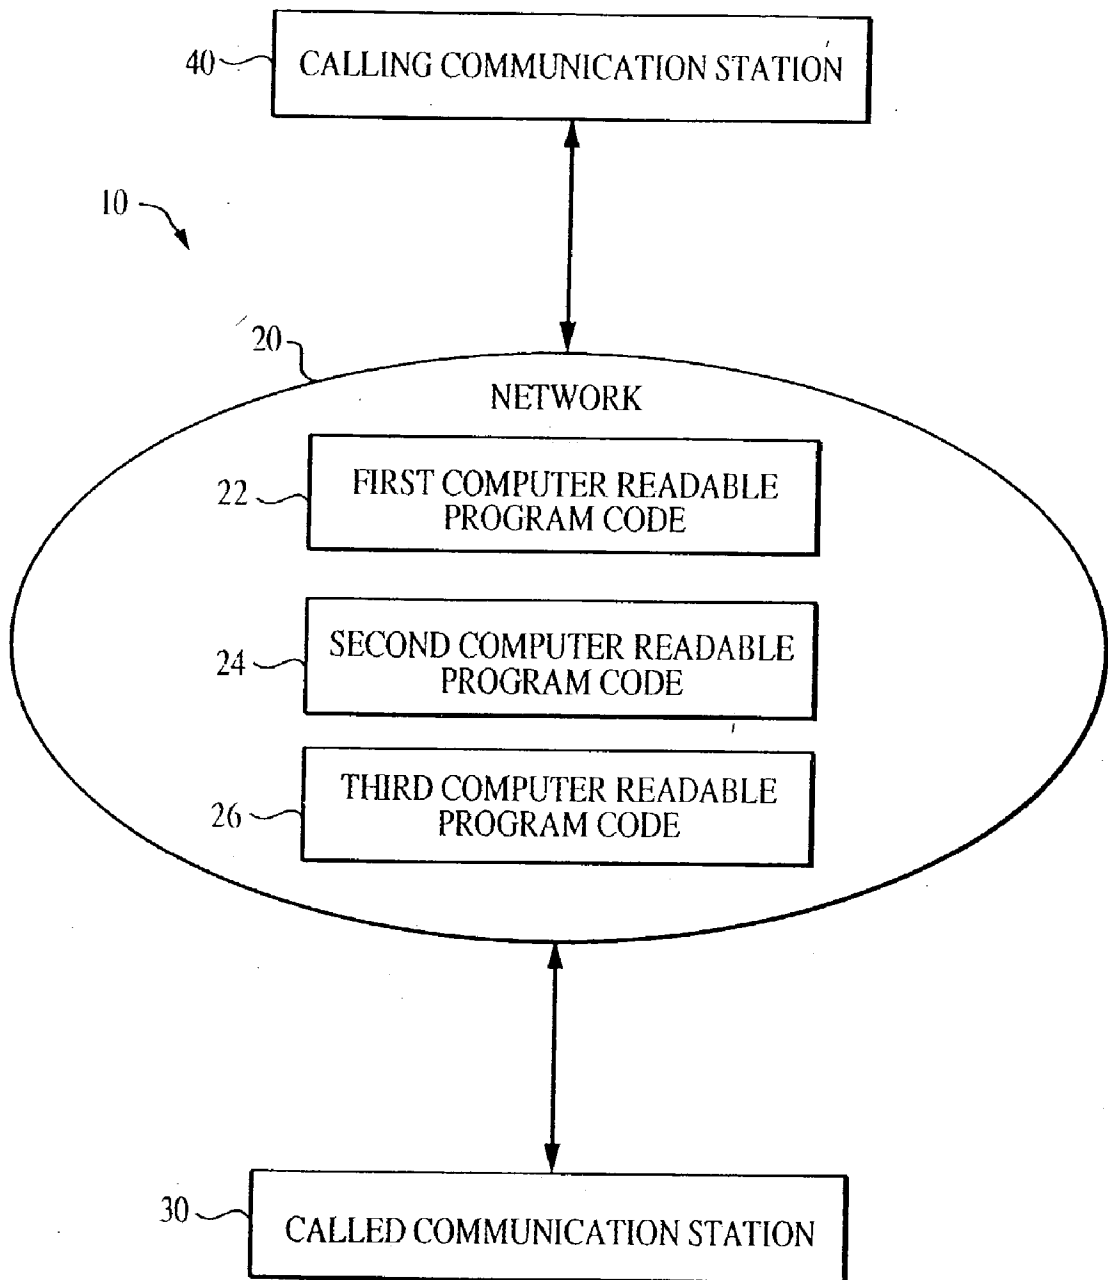 40 CALLING COMMUNICATION STATION
10
20
NETWORK
22 FIRST COMPUTER READABLE
PROGRAM CODE
24 SECOND COMPUTER READABLE
PROGRAM CODE
26 THIRD COMPUTER READABLE
PROGRAM CODE
30 CALLED COMMUNICATION STATION